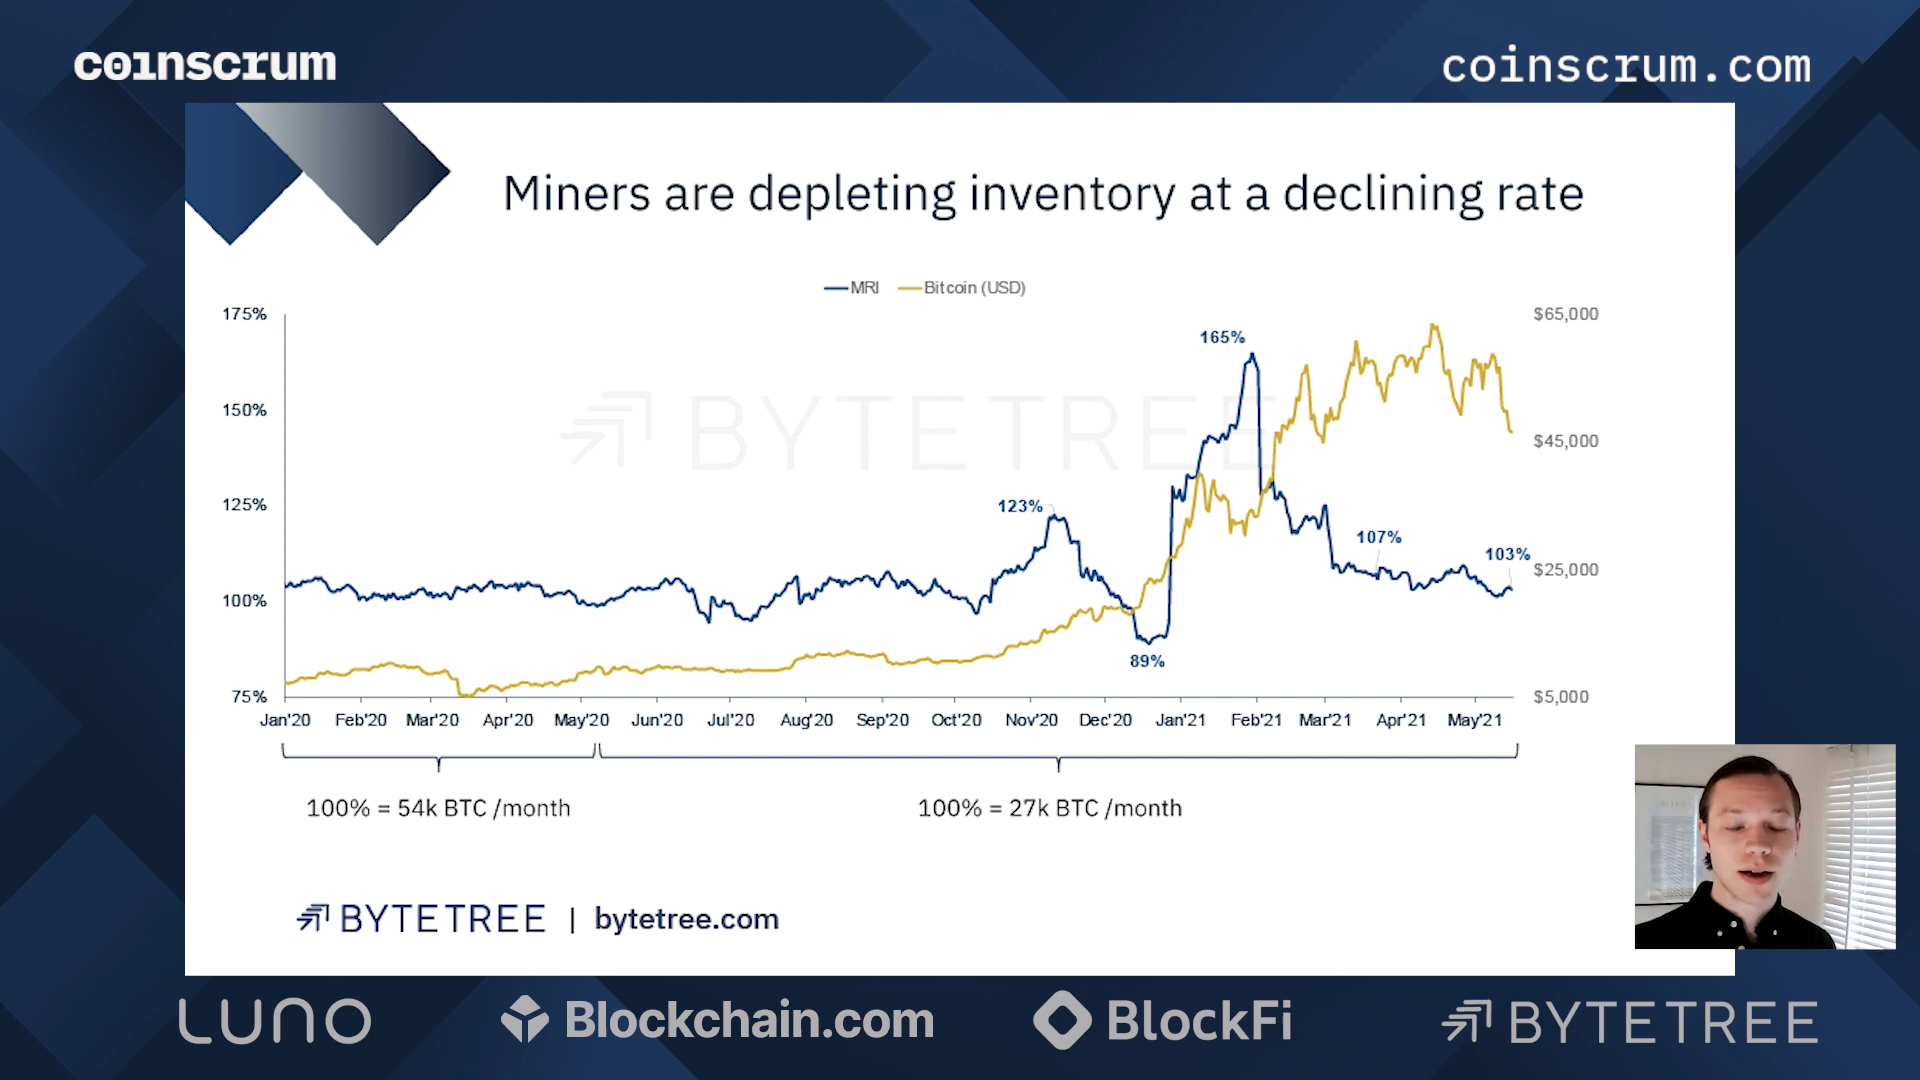 coinscrum
coinscrum.com
Miners are depleting inventory at a declining rate
MRI
Bitcoin (USD)
175%
150%
125%
100%
75%
$65,000
$45,000
$25,000
$5,000
BYTETREE
123%
89%
165%
107%
103%
Jan'20 Feb'20 Mar'20 Apr'20 May'20 Jun'20 Jul'20 Aug'20 Sep'20 Oct'20 Nov'20 Dec'20 Jan'21 Feb'21 Mar'21 Apr'21 May'21
100% = 54k BTC /month
100% = 27k BTC /month
BYTETREE | bytetree.com
LUNO
Blockchain.com
BlockFi
BYTETREE